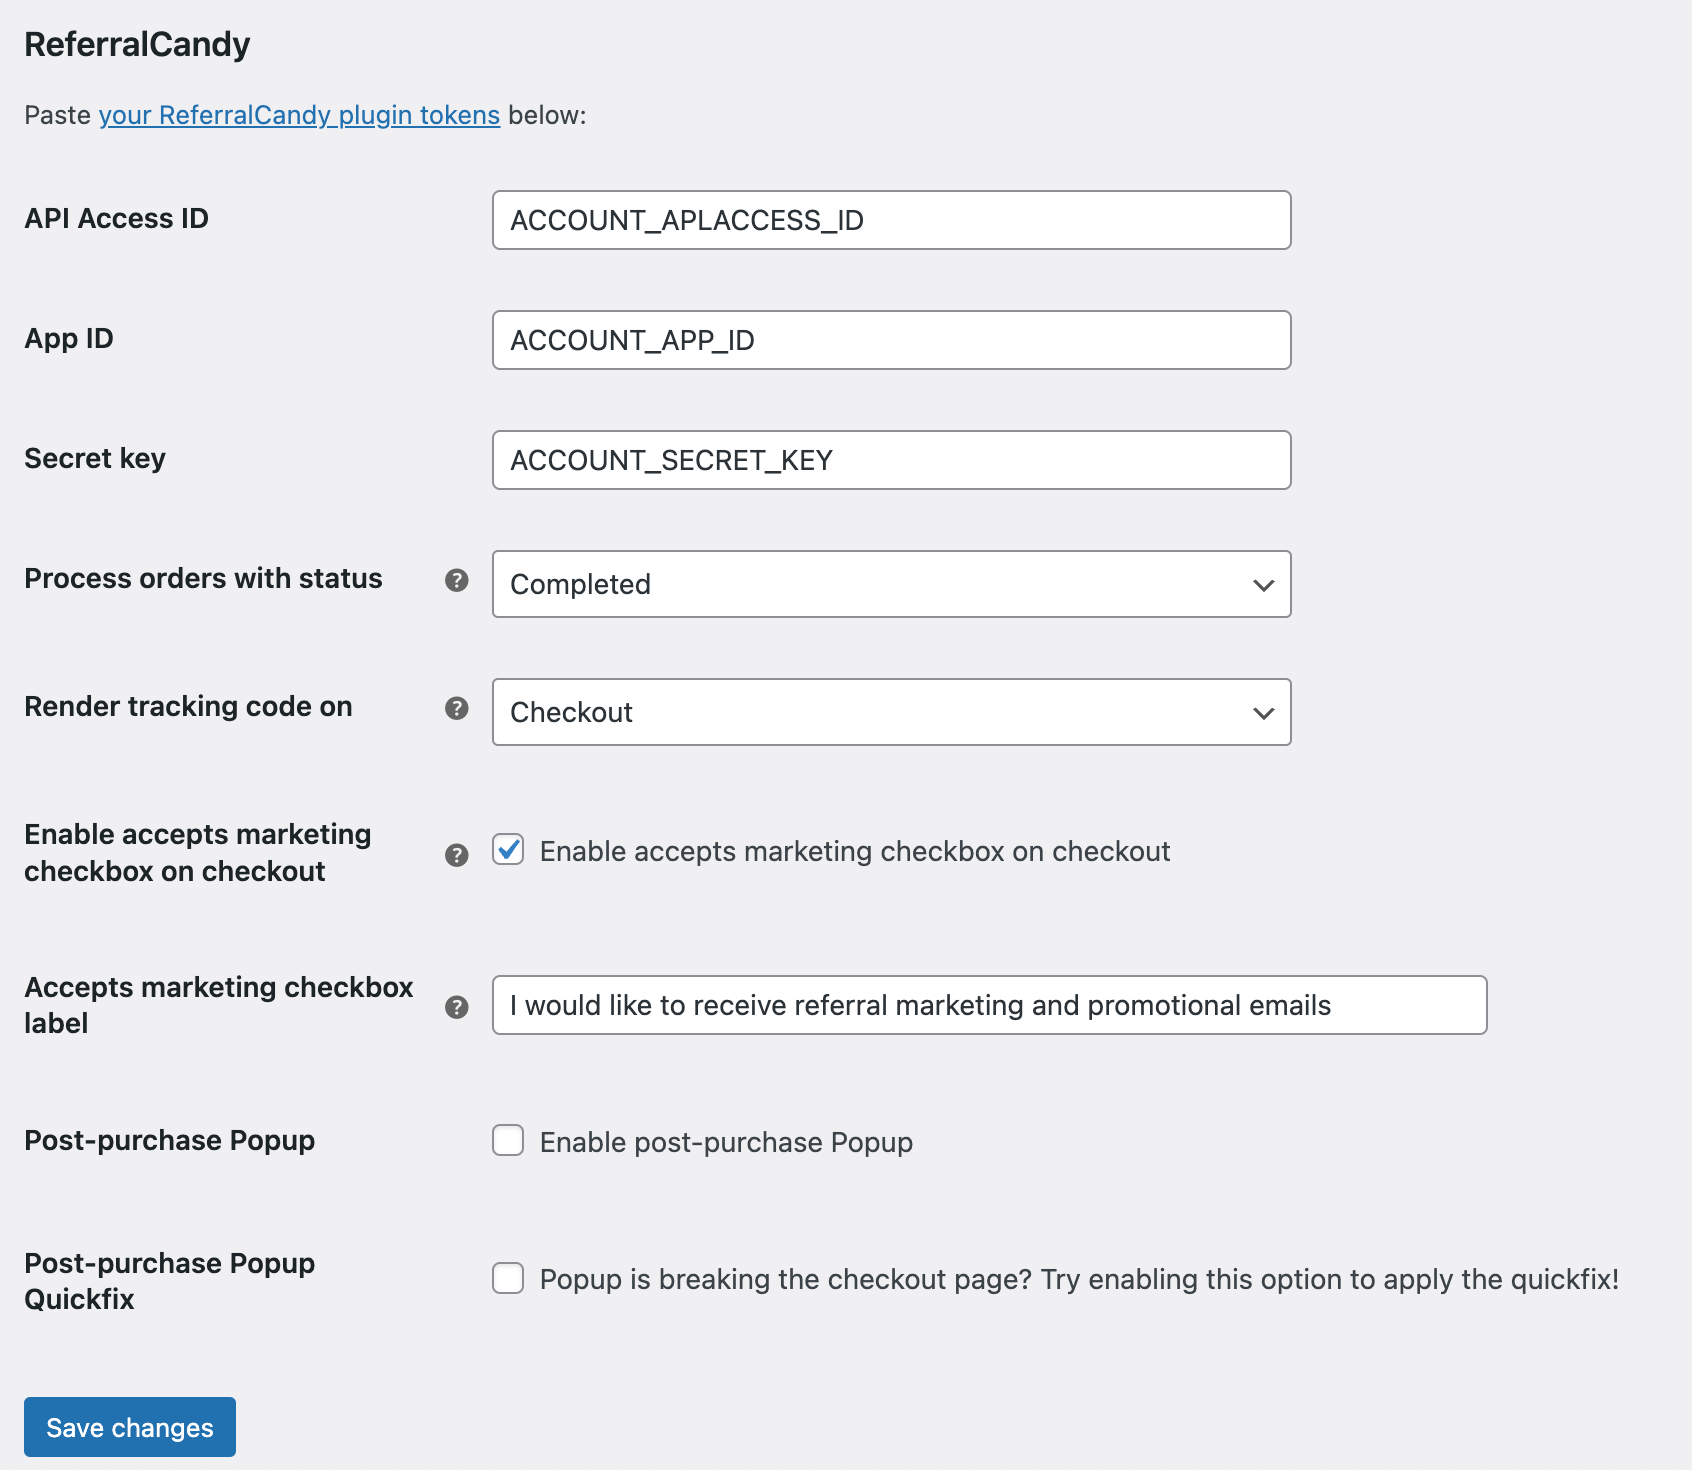 ReferralCandy
Paste your ReferralCandy plugin tokens below:
API Access ID
ACCOUNT_APLACCESS_ID
App ID
ACCOUNT_APP_ID
Secret key
ACCOUNT_SECRET_KEY
Process orders with status
?
Completed
Render tracking code on
?
Checkout
Enable accepts marketing
checkbox on checkout
?
Enable accepts marketing checkbox on checkout
Accepts marketing checkbox
label
?
I would like to receive referral marketing and promotional emails
Post-purchase Popup
Enable post-purchase Popup
Post-purchase Popup
Quickfix
Popup is breaking the checkout page? Try enabling this option to apply the quickfix!
Save changes